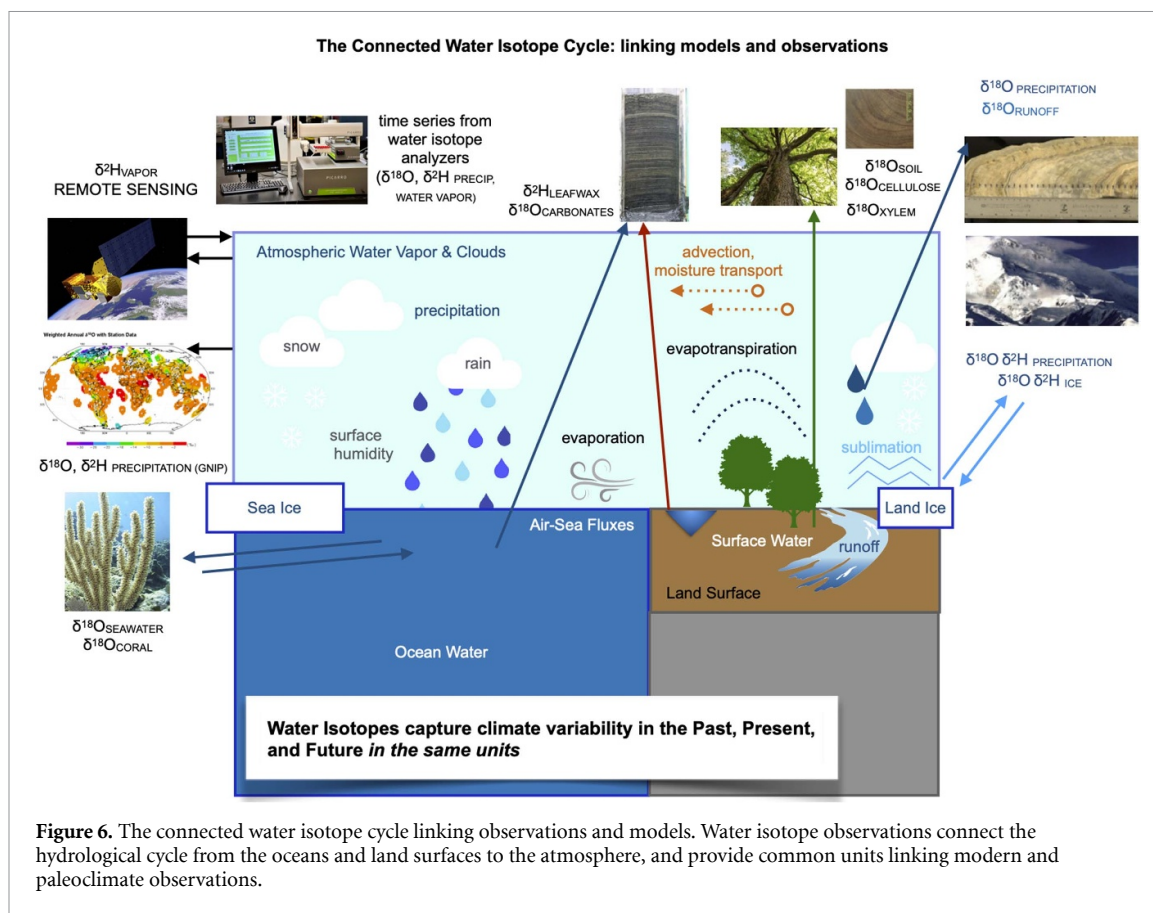 The Connected Water Isotope Cycle: linking models and observations
δ²HVAPOR
REMOTE SENSING
time series from
water isotope
analyzers
(δ¹⁸O, δ²H PRECIP,
WATER VAPOR)
δ²HLEAFWAX
δ¹⁸OCARBONATES
δ¹⁸OSOIL
δ¹⁸OCELLULOSE
δ¹⁸OXYLEM
δ¹⁸O PRECIPITATION
δ¹⁸ORUNOFF
Atmospheric Water Vapor & Clouds
precipitation
snow
rain
surface
humidity
advection,
moisture transport
evapotranspiration
evaporation
sublimation
Weighted Annual δ¹⁸O with Station Data
δ¹⁸O, δ²H PRECIPITATION (GNIP)
δ¹⁸O δ²H PRECIPITATION
δ¹⁸O δ²H ICE
Sea Ice
Land Ice
Air-Sea Fluxes
Surface Water
runoff
Land Surface
Ocean Water
δ¹⁸OSEAWATER
δ¹⁸OCORAL
Water Isotopes capture climate variability in the Past, Present,
and Future in the same units
Figure 6. The connected water isotope cycle linking observations and models. Water isotope observations connect the
hydrological cycle from the oceans and land surfaces to the atmosphere, and provide common units linking modern and
paleoclimate observations.